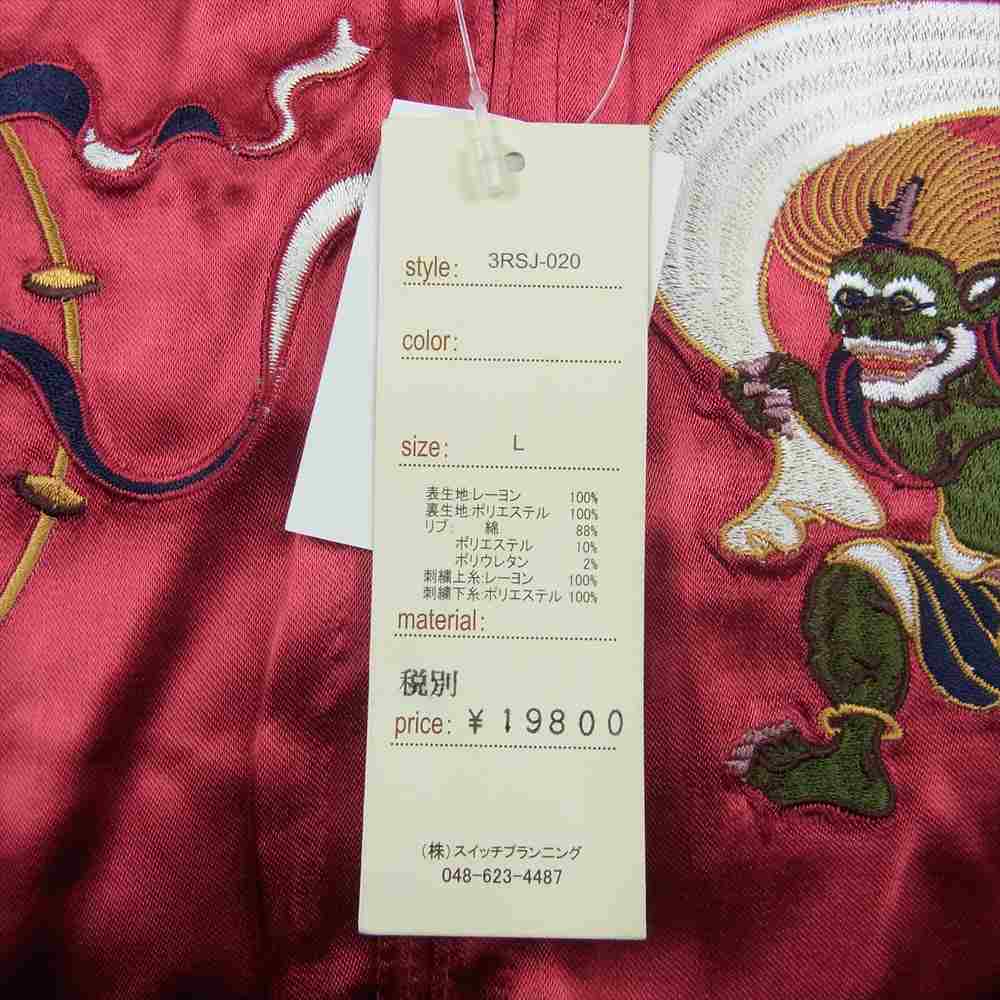 style: 3RSJ-020
color:
size: L
表生地:レーヨン 100%
裏生地:ポリエステル 100%
リブ: 綿 88%
ポリエステル 10%
ポリウレタン 2%
刺繍上糸:レーヨン 100%
刺繍下糸:ポリエステル 100%
material:
税別
price: ¥19800
(株)スイッチプランニング
048-623-4487